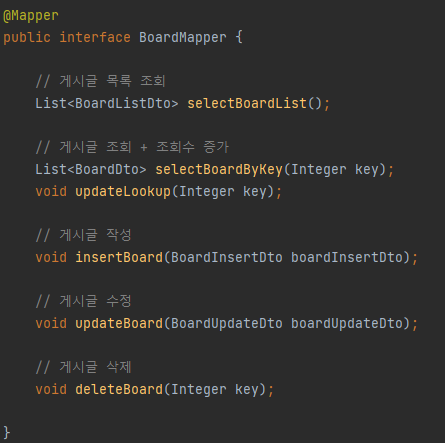 @Mapper
public interface BoardMapper {
// 게시글 목록 조회
List<BoardListDto> selectBoardList();
// 게시글 조회 + 조회수 증가
List<BoardDto> selectBoardByKey(Integer key);
void updateLookup(Integer key);
// 게시글 작성
void insertBoard(BoardInsertDto boardInsertDto);
// 게시글 수정
void updateBoard(BoardUpdateDto boardUpdateDto);
// 게시글 삭제
void deleteBoard(Integer key);
}